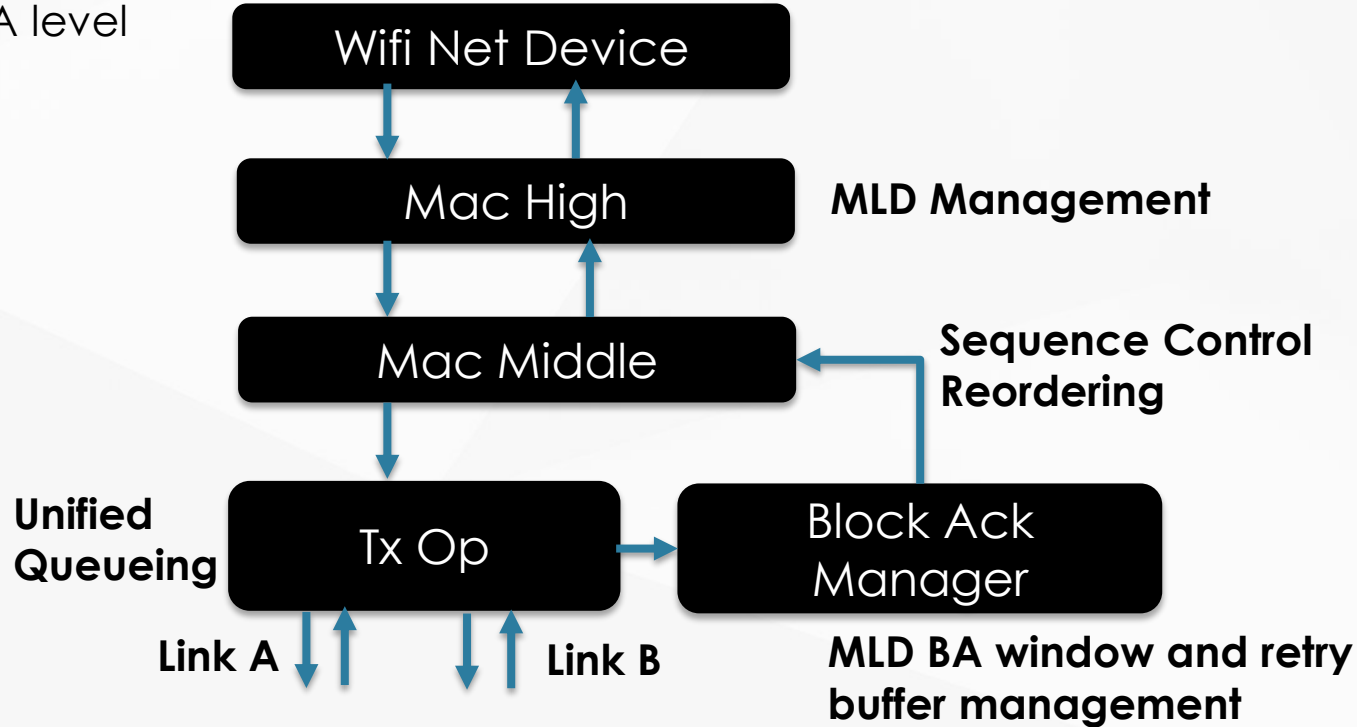 A level
Wifi Net Device
Mac High
MLD Management
Mac Middle
Sequence Control
Reordering
Unified
Queueing
Tx Op
Block Ack
Manager
Link A
Link B
MLD BA window and retry
buffer management